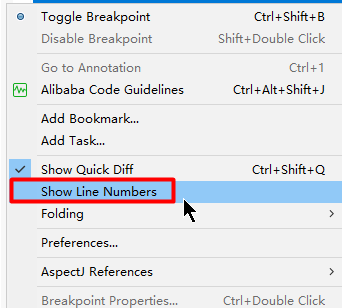 Toggle Breakpoint Ctrl+Shift+B
Disable Breakpoint Shift+Double Click
Go to Annotation Ctrl+1
Alibaba Code Guidelines Ctrl+Alt+Shift+J
Add Bookmark...
Add Task...
Show Quick Diff Ctrl+Shift+Q
Show Line Numbers
Folding
Preferences...
AspectJ References
Breakpoint Properties... Ctrl+Double Click